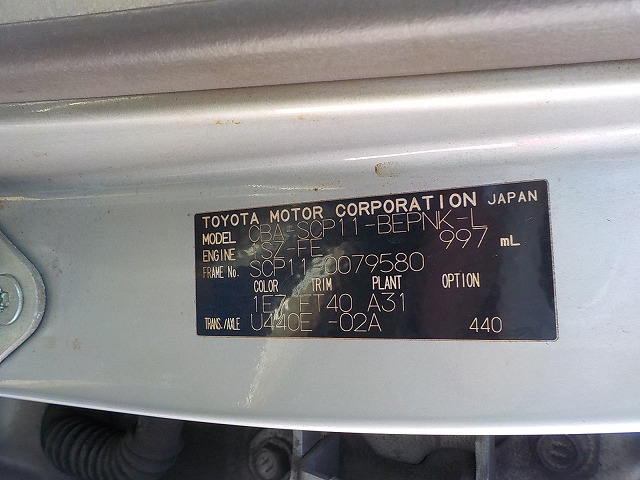 TOYOTA MOTOR CORPORATION JAPAN
MODEL CBA-SCP11-BEPNK-L
ENGINE 1SZ-FE 997 mL
FRAME No. SCP11-0079580
COLOR TRIM PLANT OPTION
1E7 FT40 A31
TRANS./AXLE U440E -02A 440